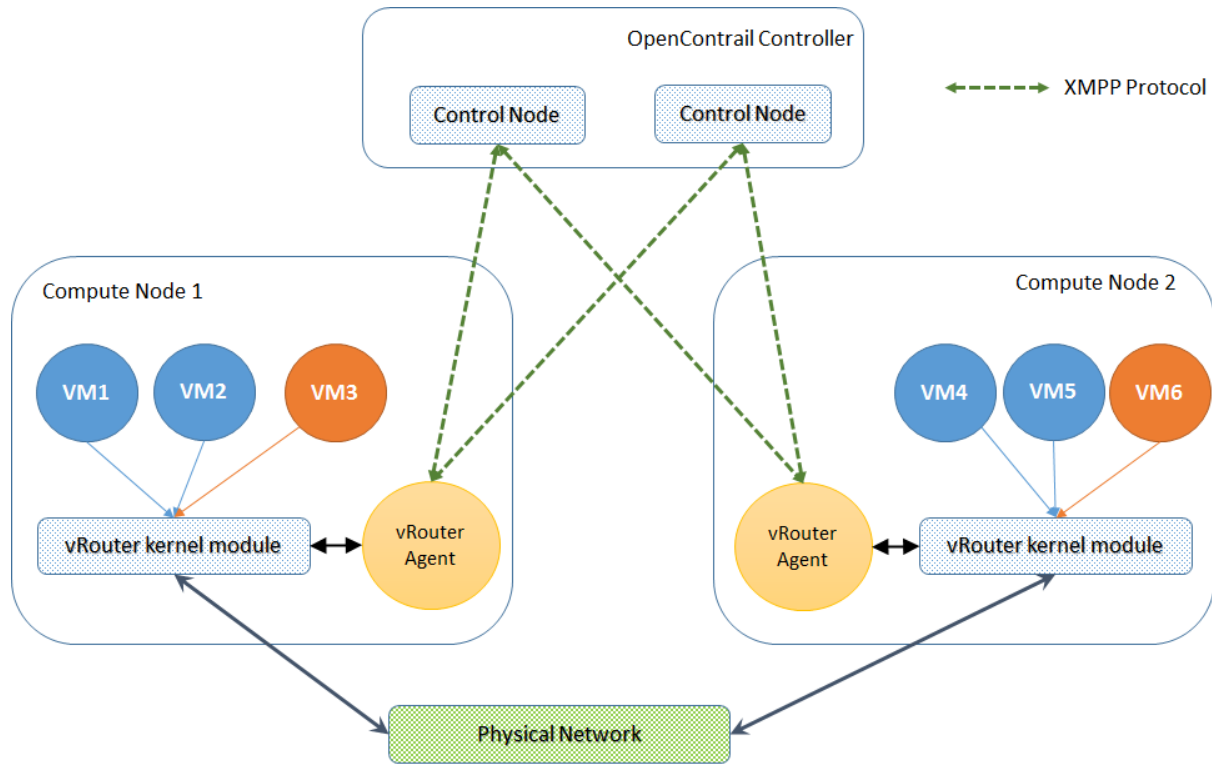 OpenContrail Controller
XMPP Protocol
Control Node
Control Node
Compute Node 1
Compute Node 2
VM1
VM2
VM3
VM4
VM5
VM6
vRouter kernel module
vRouter
Agent
vRouter
Agent
vRouter kernel module
Physical Network